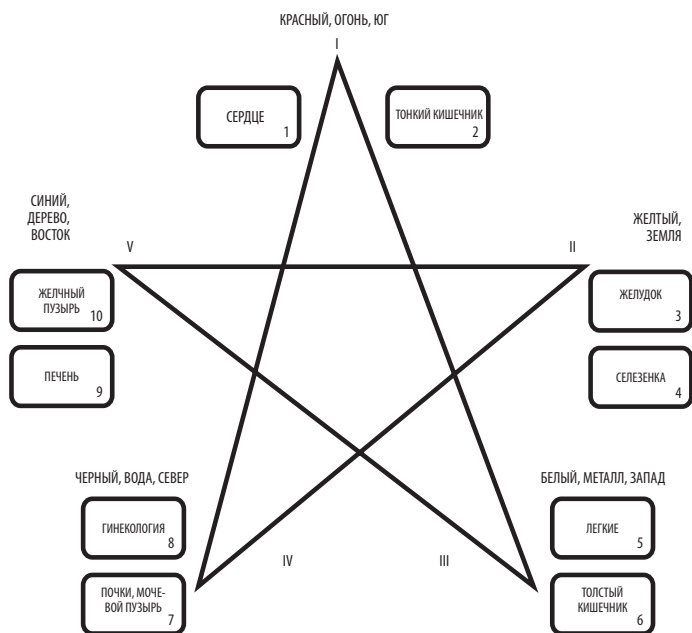 КРАСНЫЙ, ОГОНЬ, ЮГ
I
СЕРДЦЕ
1
ТОНКИЙ КИШЕЧНИК
2
СИНИЙ,
ДЕРЕВО,
ВОСТОК
V
II
ЖЕЛТЫЙ,
ЗЕМЛЯ
ЖЕЛЧНЫЙ
ПУЗЫРЬ
10
ЖЕЛУДОК
3
ПЕЧЕНЬ
9
СЕЛЕЗЕНКА
4
ЧЕРНЫЙ, ВОДА, СЕВЕР
БЕЛЫЙ, МЕТАЛЛ, ЗАПАД
ГИНЕКОЛОГИЯ
8
IV
III
ЛЕГКИЕ
5
ПОЧКИ, МОЧЕ-
ВОЙ ПУЗЫРЬ
7
ТОЛСТЫЙ
КИШЕЧНИК
6